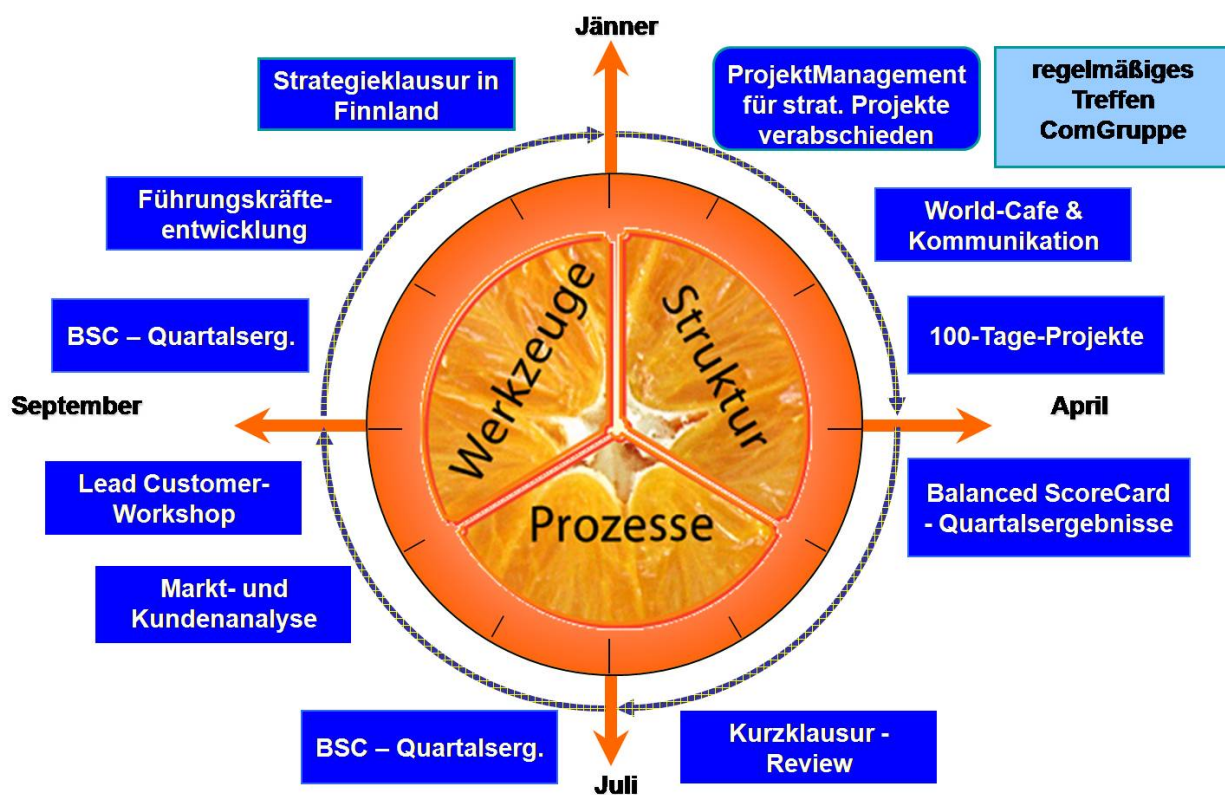 Jänner
ProjektManagement
für strat. Projekte
verabschieden
regelmäßiges
Treffen
ComGruppe
World-Cafe &
Kommunikation
100-Tage-Projekte
April
Balanced ScoreCard
- Quartalsergebnisse
Kurzklausur -
Review
Juli
BSC – Quartalserg.
Markt- und
Kundenanalyse
Lead Customer-
Workshop
September
BSC – Quartalserg.
Führungskräfte-
entwicklung
Strategieklausur in
Finnland
Werkzeuge
Struktur
Prozesse